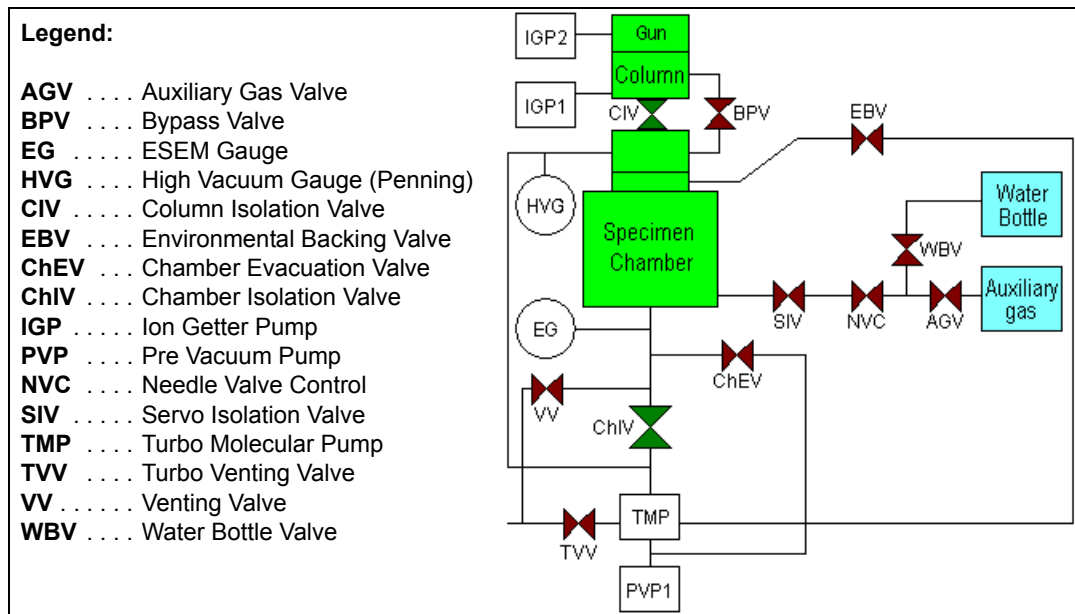 Legend:
AGV . . . . Auxiliary Gas Valve
BPV . . . . Bypass Valve
EG . . . . . ESEM Gauge
HVG . . . . High Vacuum Gauge (Penning)
CIV . . . . . Column Isolation Valve
EBV . . . . Environmental Backing Valve
ChEV . . . Chamber Evacuation Valve
ChIV . . . . Chamber Isolation Valve
IGP . . . . . Ion Getter Pump
PVP . . . . Pre Vacuum Pump
NVC . . . . Needle Valve Control
SIV . . . . . Servo Isolation Valve
TMP . . . . Turbo Molecular Pump
TVV . . . . Turbo Venting Valve
VV . . . . . . Venting Valve
WBV . . . . Water Bottle Valve
IGP2
Gun
Column
IGP1
CIV
BPV
EBV
HVG
Water
Bottle
Specimen
Chamber
WBV
Auxiliary
gas
SIV
NVC
AGV
EG
ChEV
VV
ChIV
TMP
TVV
PVP1